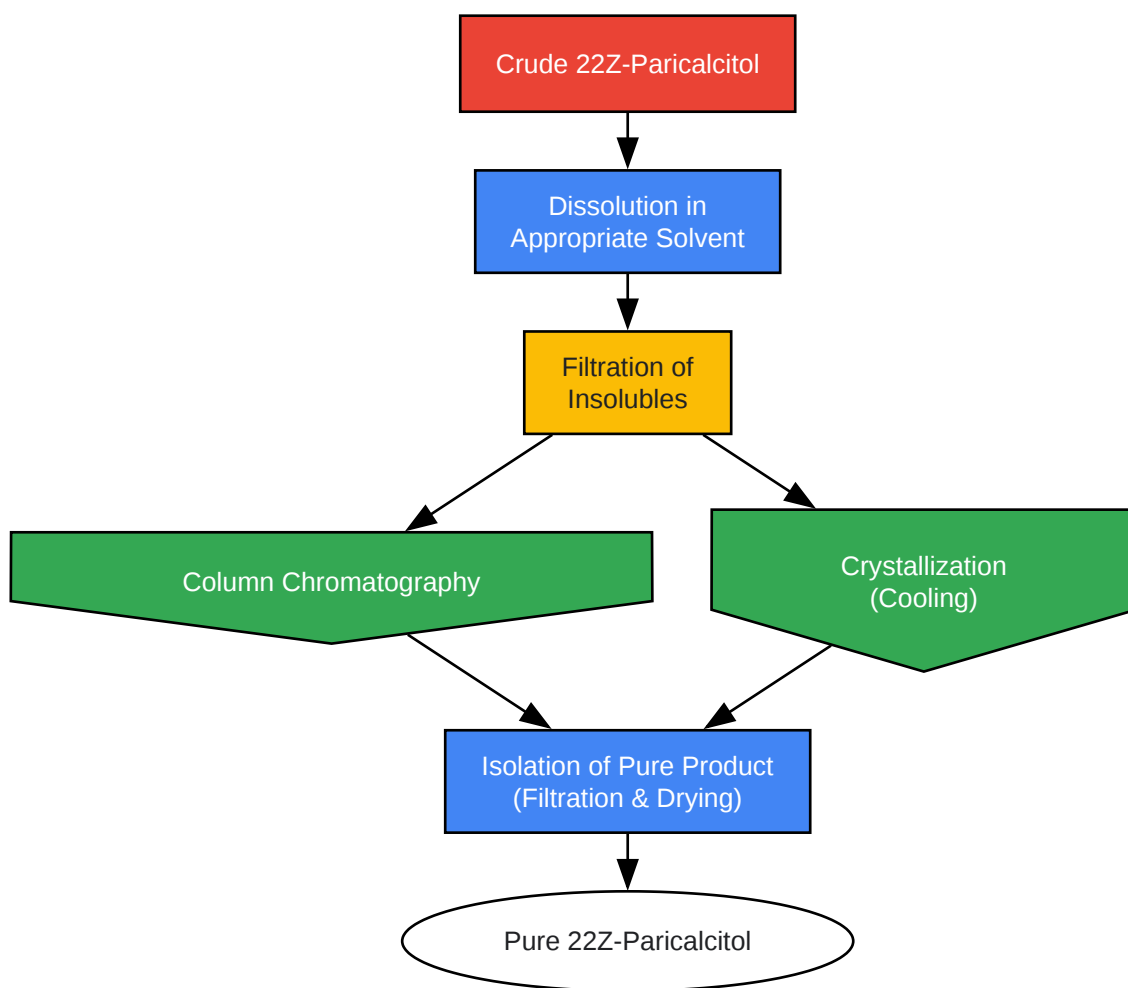 Crude 22Z-Paricalcitol
Dissolution in
Appropriate Solvent
Filtration of
Insolubles
Column Chromatography
Crystallization
(Cooling)
Isolation of Pure Product
(Filtration & Drying)
Pure 22Z-Paricalcitol